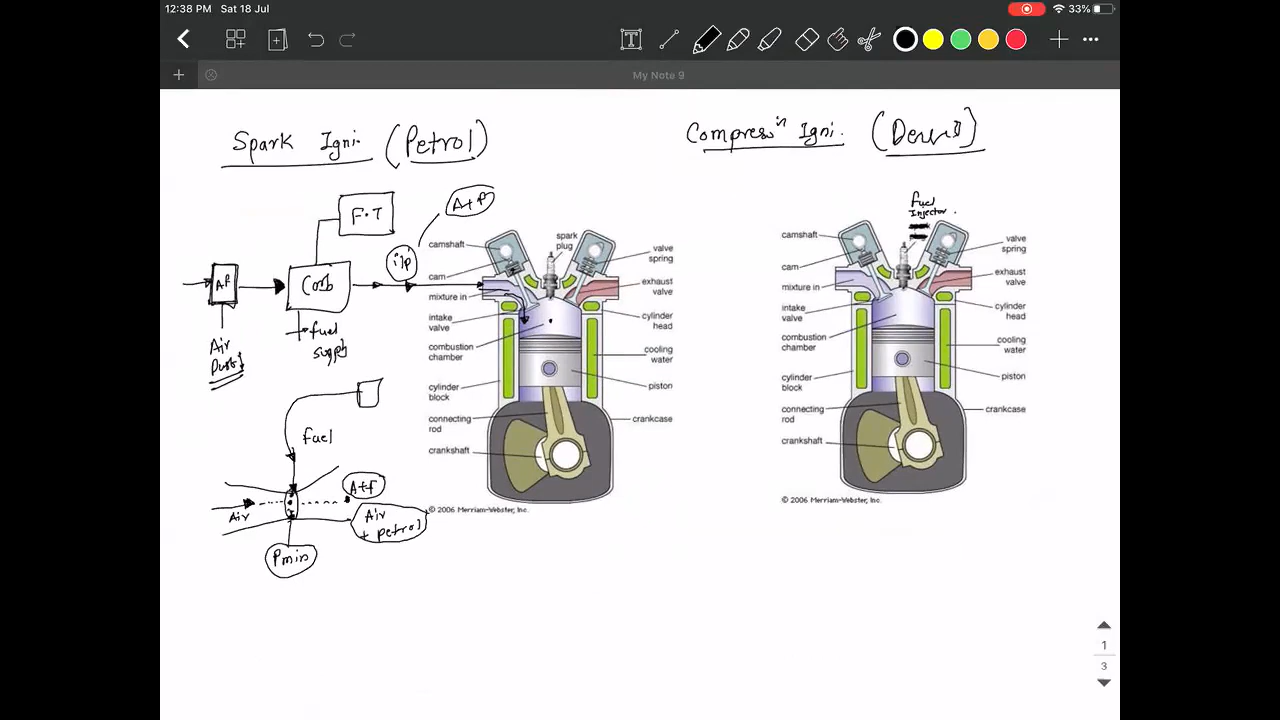 12:38 PM Sat 18 Jul
33%
My Note 9
Spark Igni. (Petrol)
Compressin Igni.
F.T
A+P
i/p
A.F
Carb
fuel
supply
Air
Dust
Fuel
Air
A+f
Air
+ petrol
Pmin
camshaft
cam
mixture in
intake
valve
combustion
chamber
cylinder
block
connecting
rod
crankshaft
spark
plug
valve
spring
exhaust
valve
cylinder
head
cooling
water
piston
crankcase
© 2006 Merriam-Webster, Inc.
Fuel
Injector.
camshaft
cam
mixture in
intake
valve
combustion
chamber
cylinder
block
connecting
rod
crankshaft
valve
spring
exhaust
valve
cylinder
head
cooling
water
piston
crankcase
© 2006 Merriam-Webster, Inc.
1
3